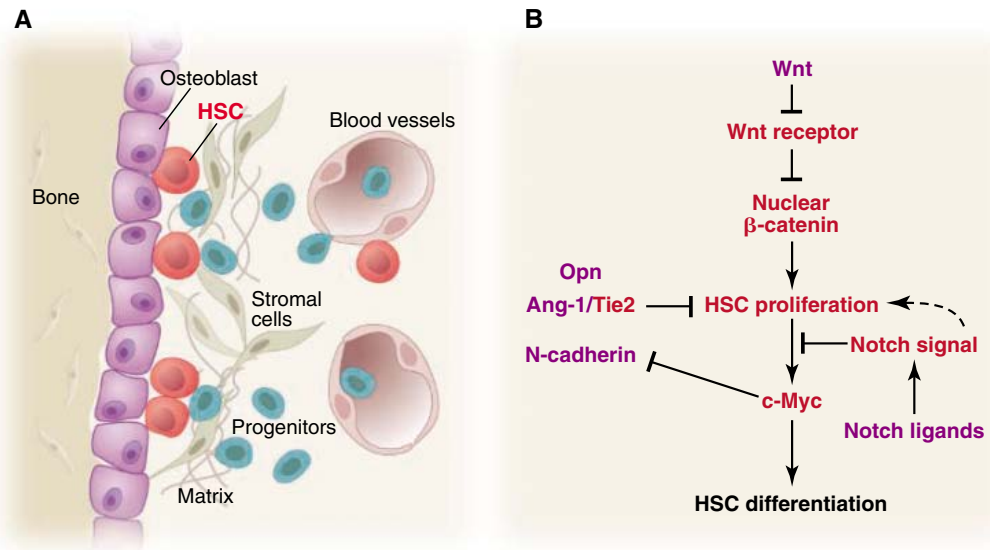 A
Osteoblast
HSC
Blood vessels
Bone
Stromal
cells
Progenitors
Matrix
B
Wnt
Wnt receptor
Nuclear
β-catenin
Opn
Ang-1/Tie2
HSC proliferation
N-cadherin
Notch signal
c-Myc
Notch ligands
HSC differentiation